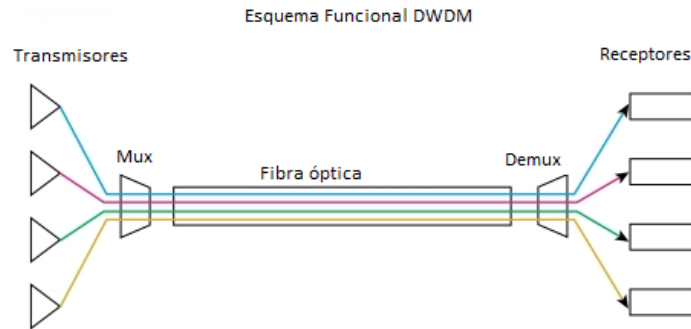 Esquema Funcional DWDM
Transmisores
Receptores
Mux
Fibra óptica
Demux